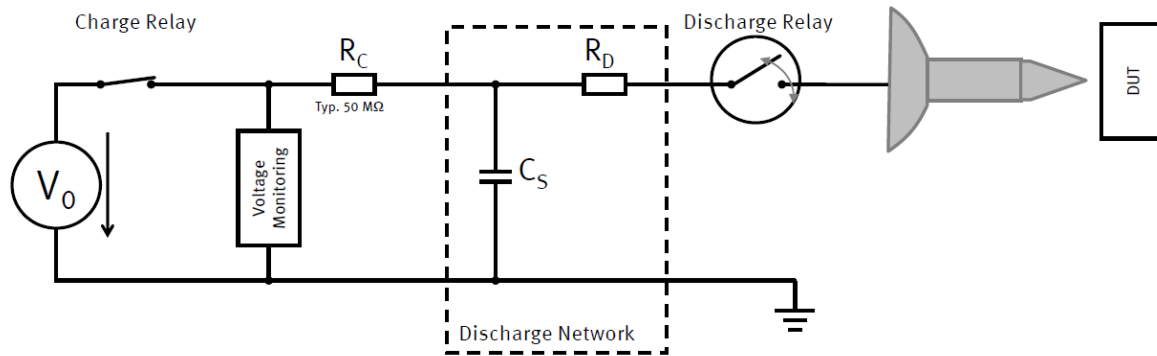 Charge Relay
Discharge Relay
R_C
Typ. 50 MΩ
R_D
C_S
V_0
Voltage
Monitoring
DUT
Discharge Network